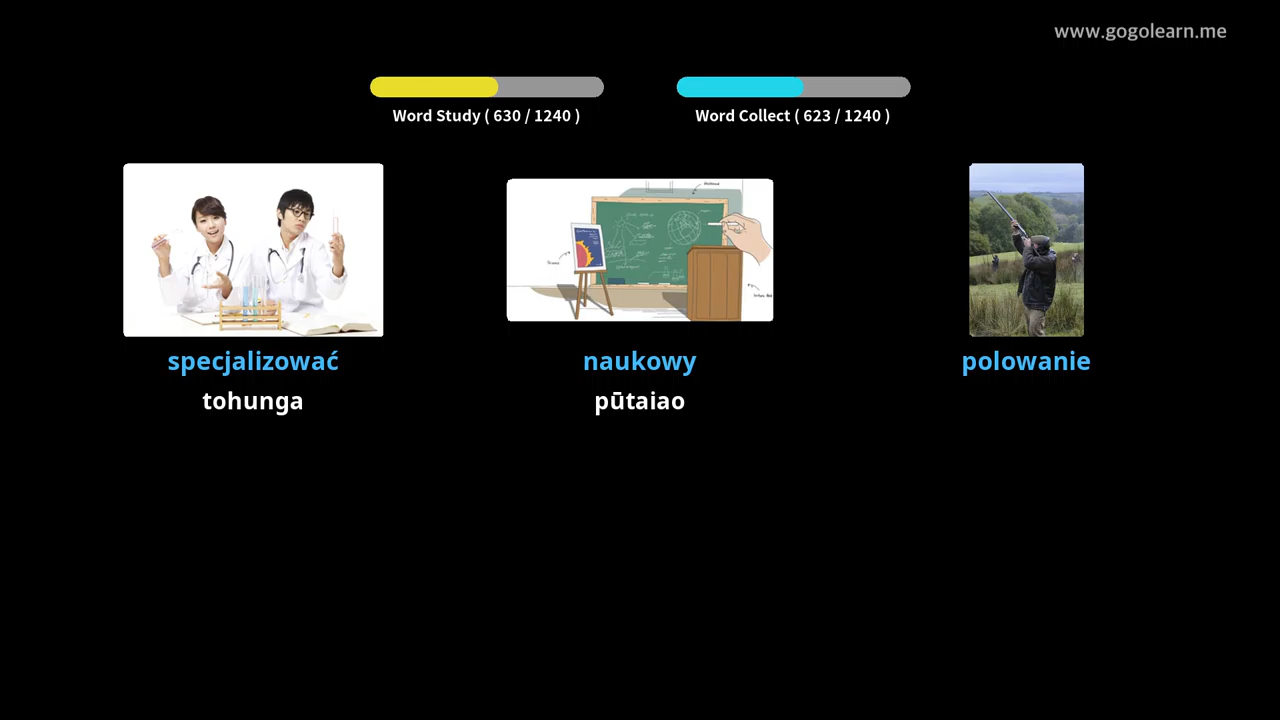 www.gogolearn.me
Word Study ( 630 / 1240 )
Word Collect ( 623 / 1240 )
specjalizować
naukowy
polowanie
tohunga
pūtaiao